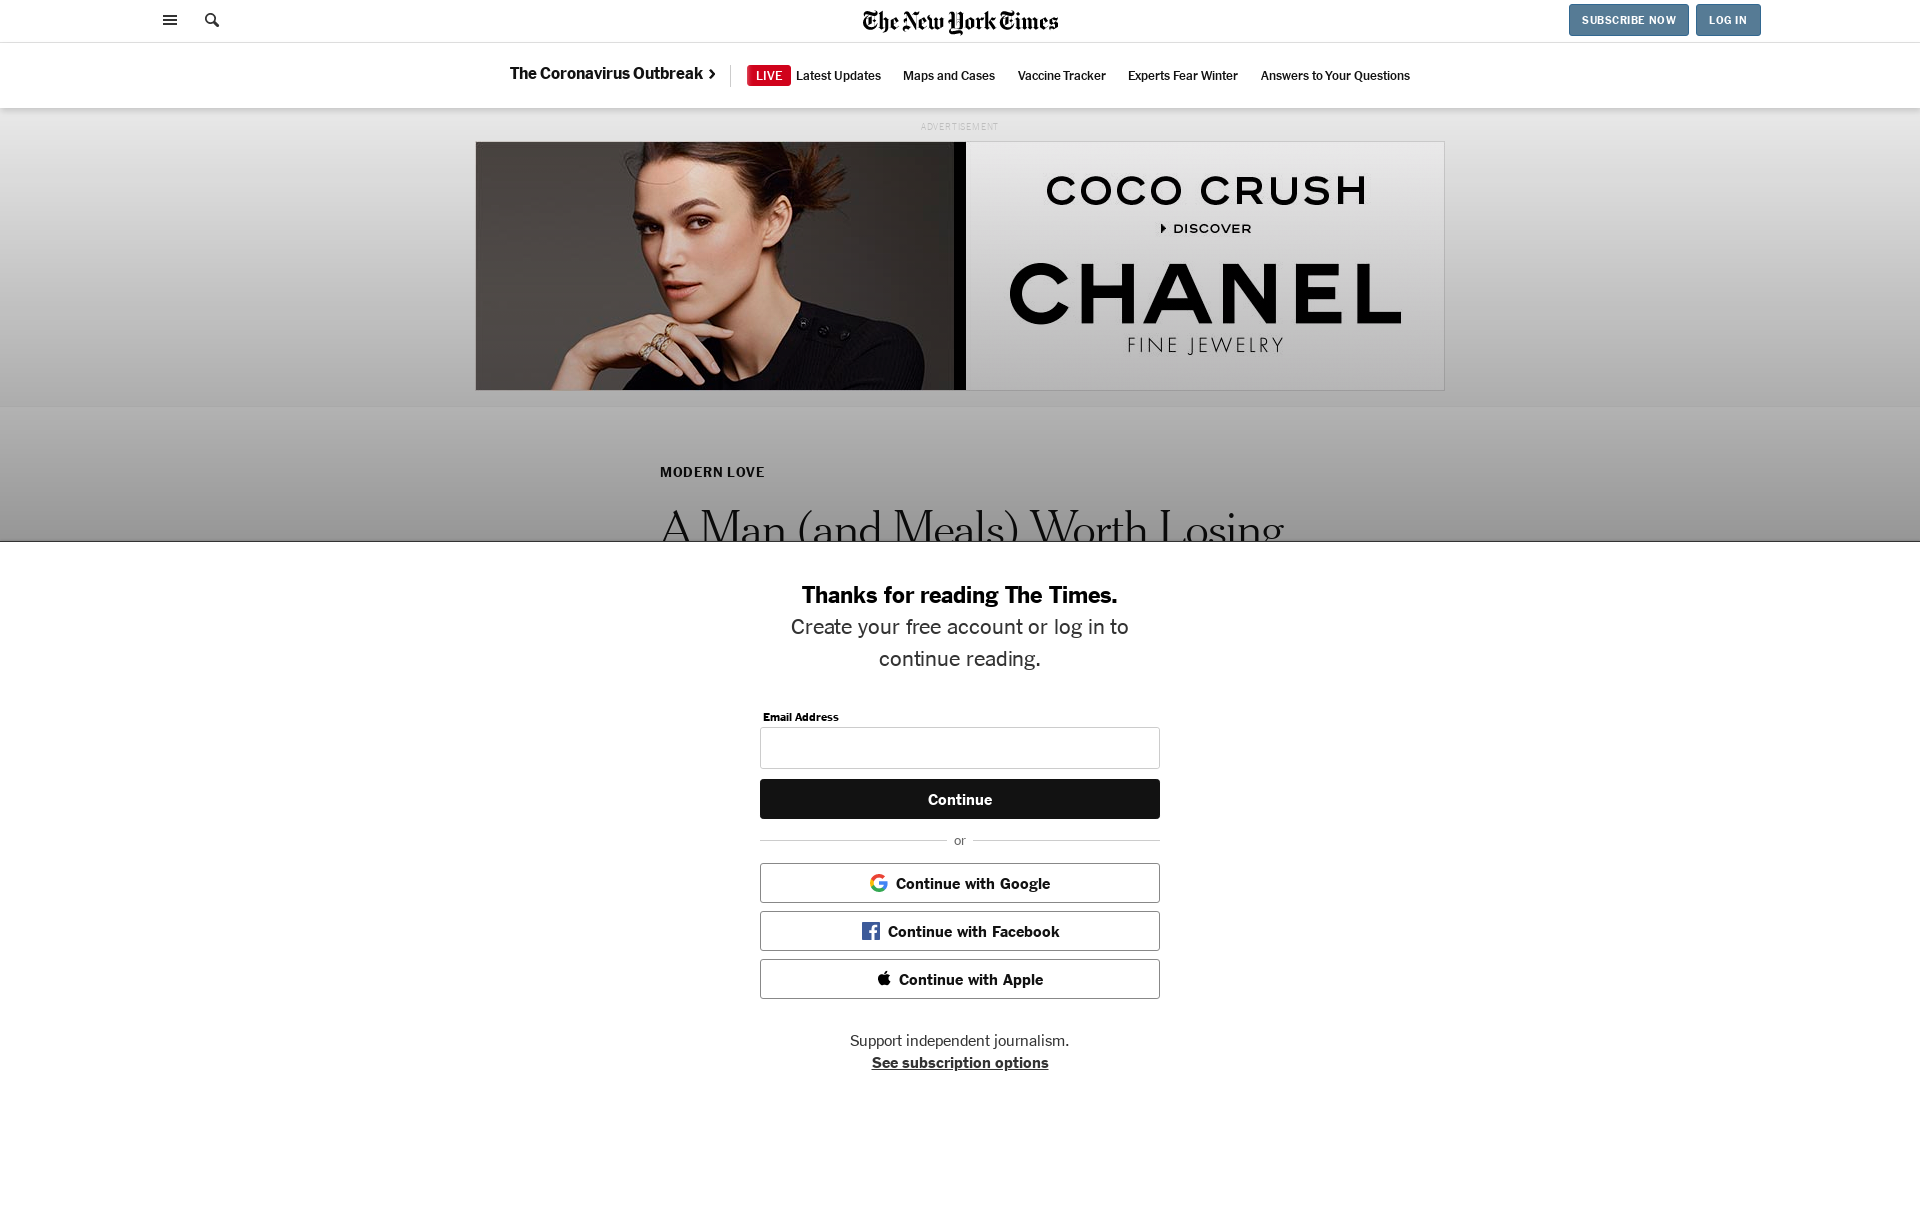 The New York Times
SUBSCRIBE NOW
LOG IN
The Coronavirus Outbreak
LIVE Latest Updates
Maps and Cases
Vaccine Tracker
Experts Fear Winter
Answers to Your Questions
ADVERTISEMENT
COCO CRUSH
DISCOVER
CHANEL
FINE JEWELRY
MODERN LOVE
A Man (and Meals) Worth Losing
Thanks for reading The Times.
Create your free account or log in to
continue reading.
Email Address
Continue
or
Continue with Google
Continue with Facebook
Continue with Apple
Support independent journalism.
See subscription options